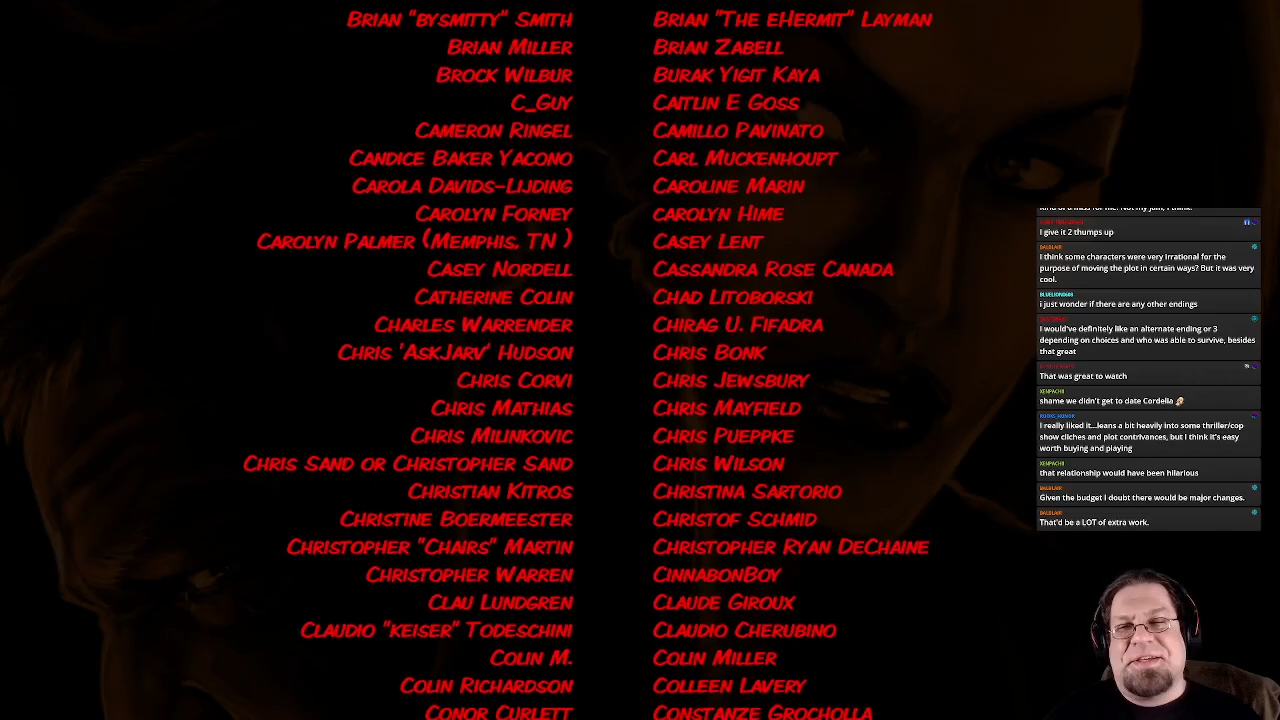 Brian "bysmitty" Smith
Brian "The eHermit" Layman
Brian Miller
Brian Zabell
Brock Wilbur
Burak Yigit Kaya
C_Guy
Caitlin E Goss
Cameron Ringel
Camillo Pavinato
Candice Baker Yacono
Carl Muckenhoupt
Carola Davids-Lijding
Caroline Marin
Carolyn Forney
carolyn Hime
Carolyn Palmer (Memphis, TN )
Casey Lent
Casey Nordell
Cassandra Rose Canada
Catherine Colin
Chad Litoborski
Charles Warrender
Chirag U. Fifadra
Chris 'AskJarv' Hudson
Chris Bonk
Chris Corvi
Chris Jewsbury
Chris Mathias
Chris Mayfield
Chris Milinkovic
Chris Pueppke
Chris Sand or Christopher Sand
Chris Wilson
Christian Kitros
Christina Sartorio
Christine Boermeester
Christof Schmid
Christopher "Chairs" Martin
Christopher Ryan DeChaine
Christopher Warren
CinnabonBoy
Clau Lundgren
Claude Giroux
Claudio "keiser" Todeschini
Claudio Cherubino
Colin M.
Colin Miller
Colin Richardson
Colleen Lavery
Conor Curlett
Constanze Grocholla
I give it 2 thumps up
BALBLAIR
I think some characters were very irrational for the
purpose of moving the plot in certain ways? But it was very
cool.
i just wonder if there are any other endings
I would've definitely like an alternate ending or 3
depending on choices and who was able to survive, besides
that great
That was great to watch
XENPACHII
shame we didn't get to date Cordelia
I really liked it...leans a bit heavily into some thriller/cop
show cliches and plot contrivances, but I think it's easy
worth buying and playing
XENPACHII
that relationship would have been hilarious
BALBLAIR
Given the budget I doubt there would be major changes.
BALBLAIR
That'd be a LOT of extra work.